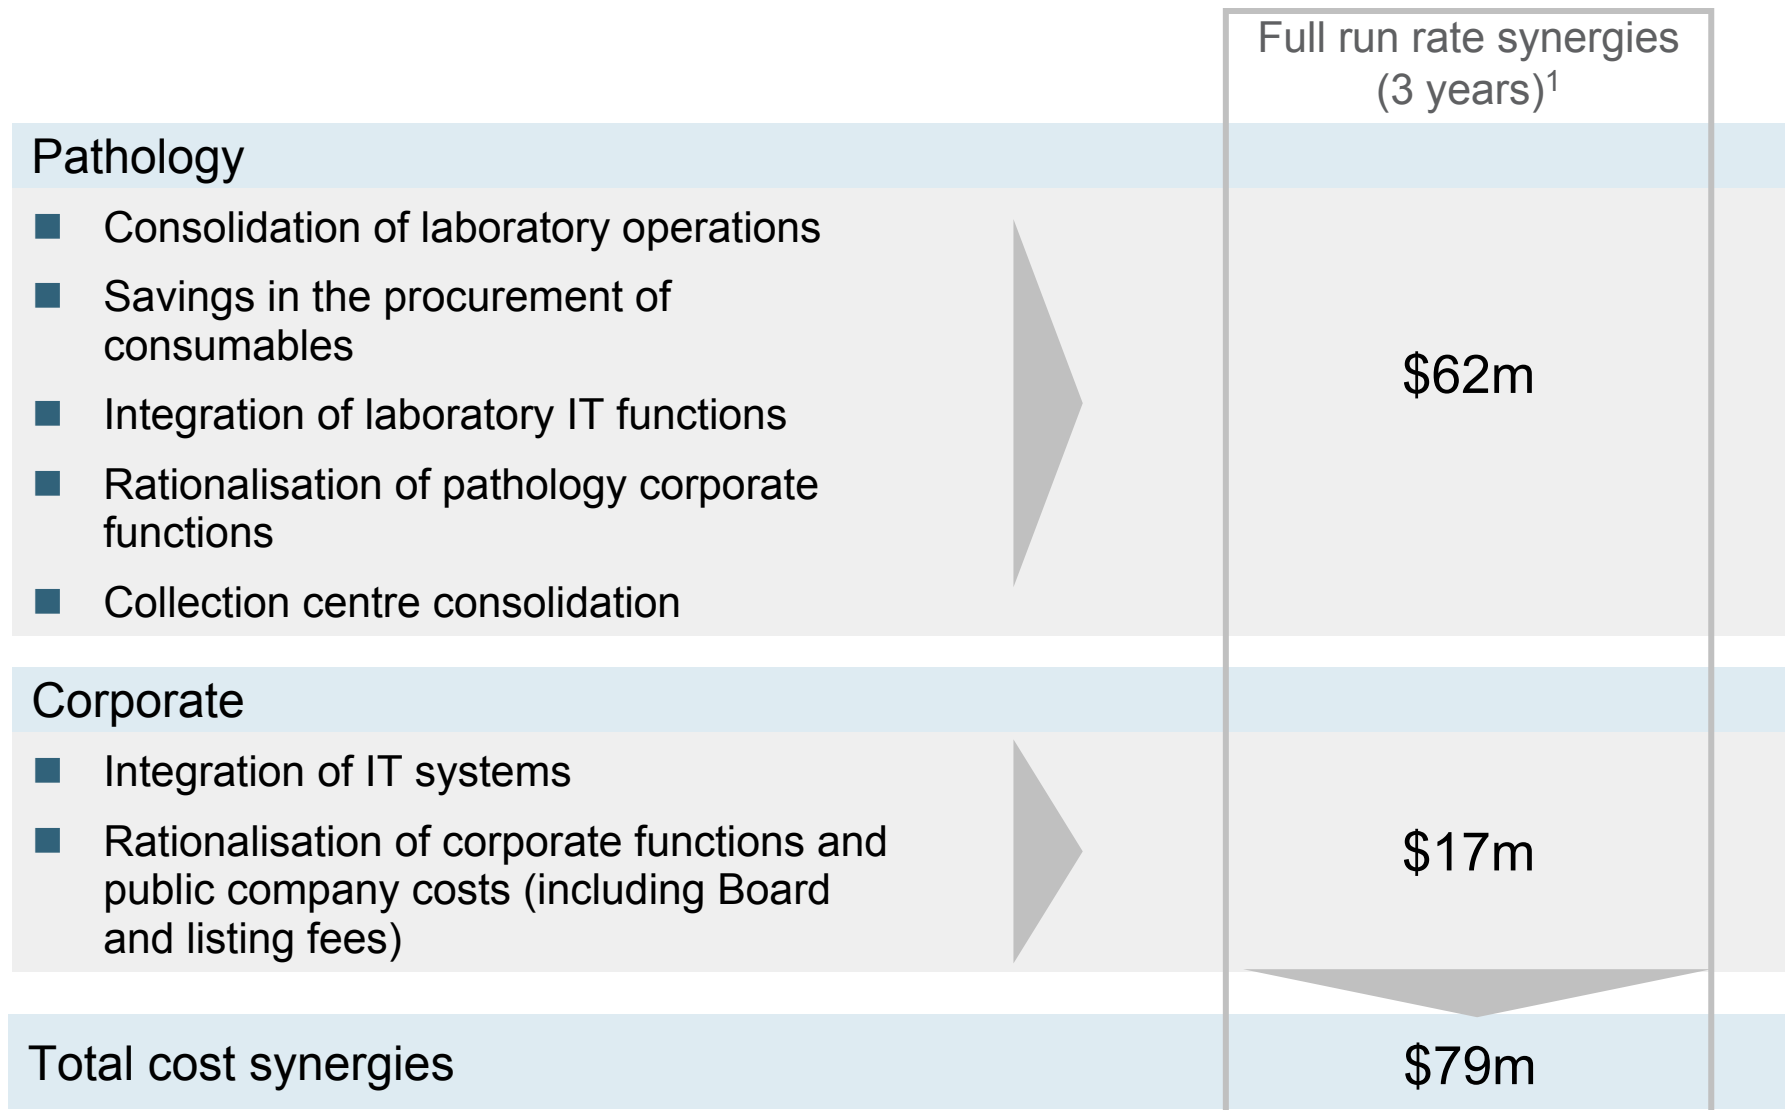 Full run rate synergies
(3 years)1
Pathology
Consolidation of laboratory operations
Savings in the procurement of
consumables
Integration of laboratory IT functions
Rationalisation of pathology corporate
functions
Collection centre consolidation
$62m
Corporate
Integration of IT systems
Rationalisation of corporate functions and
public company costs (including Board
and listing fees)
$17m
Total cost synergies
$79m